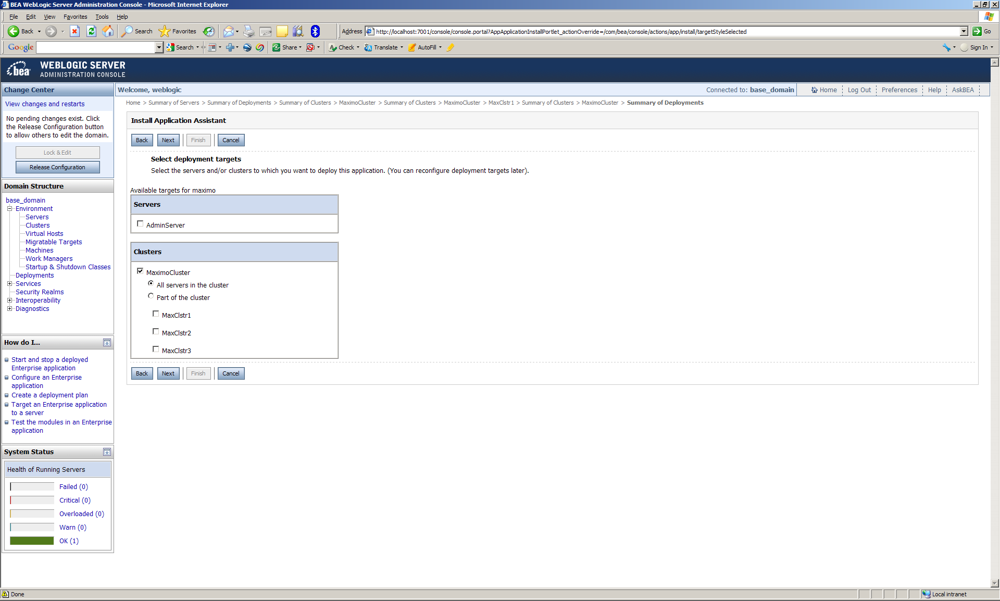 BEA WebLogic Server Administration Console - Microsoft Internet Explorer
File Edit View Favorites Tools Help
Back Search Favorites Address http://localhost:7001/console/console.portal?AppApplicationInstallPortlet_actionOverride=/com/bea/console/actions/app/install/targetStyleSelected Go
Google Search Share Check Translate AutoFill Sign In
bea WEBLOGIC SERVER
ADMINISTRATION CONSOLE
Change Center
View changes and restarts
No pending changes exist. Click
the Release Configuration button
to allow others to edit the domain.
Lock & Edit
Release Configuration
Domain Structure
base_domain
Environment
Servers
Clusters
Virtual Hosts
Migratable Targets
Machines
Work Managers
Startup & Shutdown Classes
Deployments
Services
Security Realms
Interoperability
Diagnostics
How do I...
Start and stop a deployed
Enterprise application
Configure an Enterprise
application
Create a deployment plan
Target an Enterprise application
to a server
Test the modules in an Enterprise
application
System Status
Health of Running Servers
Failed (0)
Critical (0)
Overloaded (0)
Warn (0)
OK (1)
Welcome, weblogic Connected to: base_domain Home Log Out Preferences Help AskBEA
Home > Summary of Servers > Summary of Deployments > Summary of Clusters > MaximoCluster > Summary of Clusters > MaximoCluster > MaxClstr1 > Summary of Clusters > MaximoCluster > Summary of Deployments
Install Application Assistant
Back Next Finish Cancel
Select deployment targets
Select the servers and/or clusters to which you want to deploy this application. (You can reconfigure deployment targets later).
Available targets for maximo
Servers
AdminServer
Clusters
MaximoCluster
All servers in the cluster
Part of the cluster
MaxClstr1
MaxClstr2
MaxClstr3
Back Next Finish Cancel
Done Local intranet